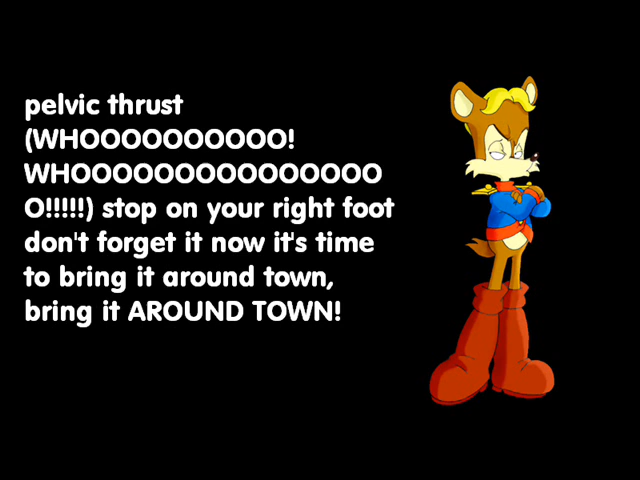 pelvic thrust
(WHOOOOOOOOOO!
WHOOOOOOOOOOOOOOO
O!!!!!) stop on your right foot
don't forget it now it's time
to bring it around town,
bring it AROUND TOWN!